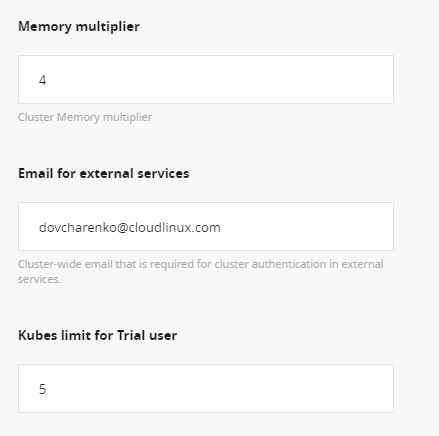 Memory multiplier
4
Cluster Memory multiplier
Email for external services
dovcharenko@cloudlinux.com
Cluster-wide email that is required for cluster authentication in external
services.
Kubes limit for Trial user
5